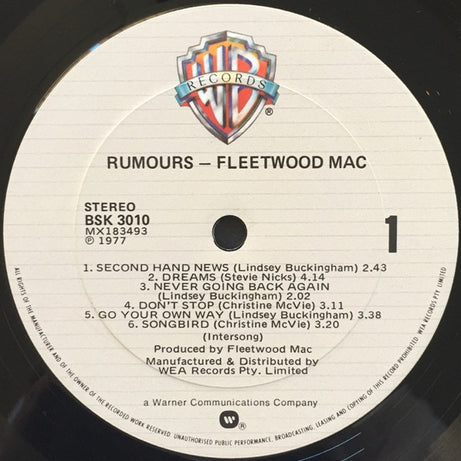 WB
RECORDS
®
RUMOURS — FLEETWOOD MAC
STEREO
BSK 3010
MX183493
℗ 1977
1
1. SECOND HAND NEWS (Lindsey Buckingham) 2.43
2. DREAMS (Stevie Nicks) 4.14
3. NEVER GOING BACK AGAIN
(Lindsey Buckingham) 2.02
4. DON'T STOP (Christine McVie) 3.11
5. GO YOUR OWN WAY (Lindsey Buckingham) 3.38
6. SONGBIRD (Christine McVie) 3.20
(Intersong)
Produced by Fleetwood Mac
Manufactured & Distributed by
WEA Records Pty. Limited
a Warner Communications Company
W ®
ALL RIGHTS OF THE MANUFACTURER AND OF THE OWNER OF THE RECORDED WORK RESERVED. UNAUTHORISED PUBLIC PERFORMANCE, BROADCASTING, LEASING AND COPYING OF THIS RECORD PROHIBITED. WEA RECORDS PTY LIMITED